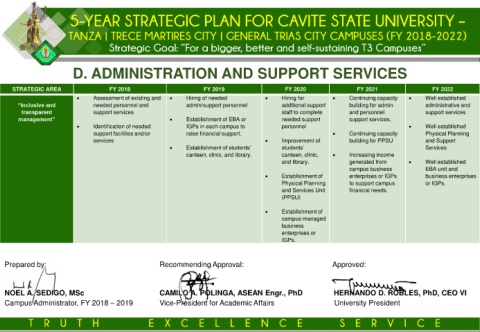 5-YEAR STRATEGIC PLAN FOR CAVITE STATE UNIVERSITY –
TANZA | TRECE MARTIRES CITY | GENERAL TRIAS CITY CAMPUSES (FY 2018-2022)
Strategic Goal: "For a bigger, better and self-sustaining T3 Campuses"
D. ADMINISTRATION AND SUPPORT SERVICES
STRATEGIC AREA
FY 2018
FY 2019
FY 2020
FY 2021
FY 2022
"Inclusive and
transparent
management"
• Assessment of existing and
needed personnel and
support services
• Identification of needed
support facilities and/or
services
• Hiring of needed
admin/support personnel
• Establishment of EBA or
IGPs in each campus to
raise financial support.
• Establishment of students'
canteen, clinic, and library.
• Hiring for
additional support
staff to complete
needed support
personnel
• Improvement of
students'
canteen, clinic,
and library.
• Establishment of
Physical Planning
and Services Unit
(PPSU)
• Establishment of
campus managed
business
enterprises or
IGPs.
• Continuing capacity
building for admin
and personnel
support services.
• Continuing capacity
building for PPSU
• Increasing income
generated from
campus business
enterprises or IGPs
to support campus
financial needs.
• Well-established
administrative and
support services
• Well-established
Physical Planning
and Support
Services
• Well-established
EBA unit and
business enterprises
or IGPs.
Prepared by:
NOEL A. SEDIGO, MSc
Campus Administrator, FY 2018 – 2019
Recommending Approval:
CAMILO A. POLINGA, ASEAN Engr., PhD
Vice-President for Academic Affairs
Approved:
HERNANDO D. ROBLES, PhD, CEO VI
University President
TRUTH EXCELLENCE SERVICE